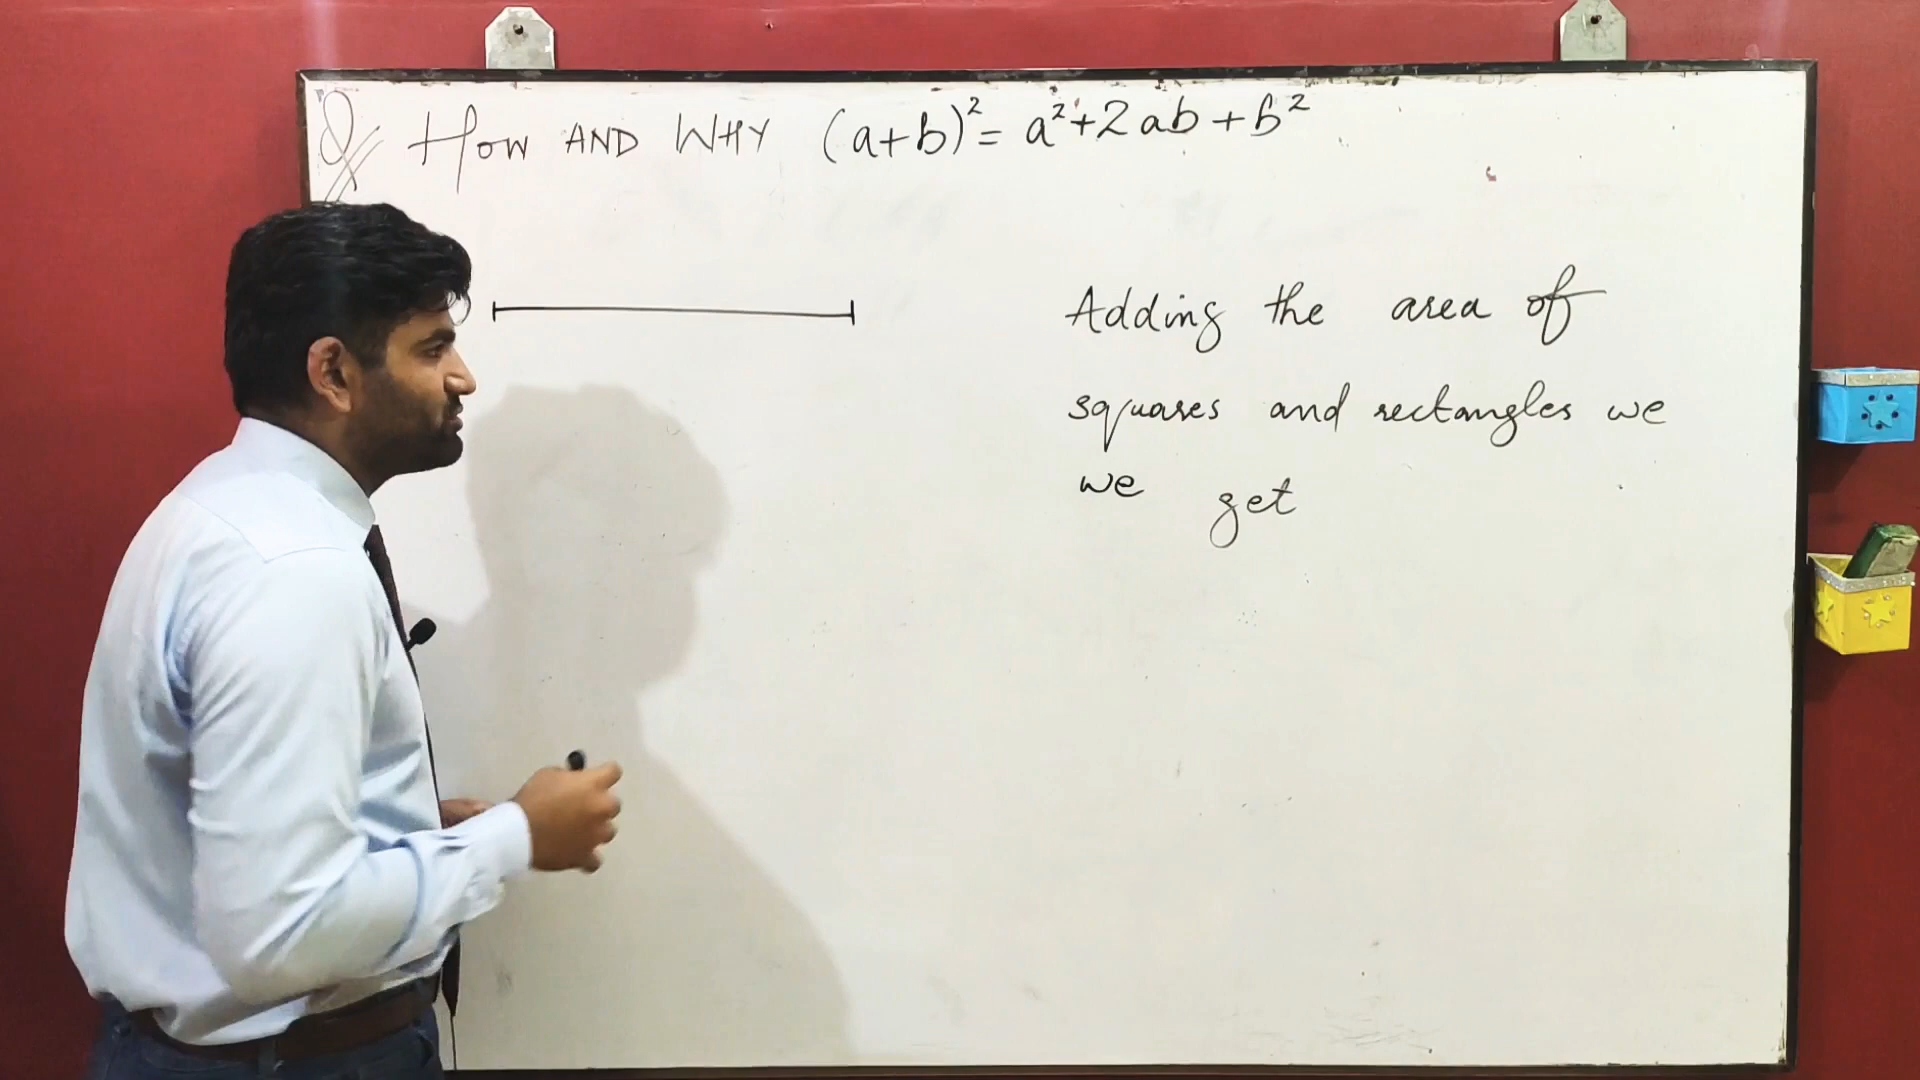 Q HOW AND WHY (a+b)²= a²+2ab+b²
Adding the area of
squares and rectangles we
we get